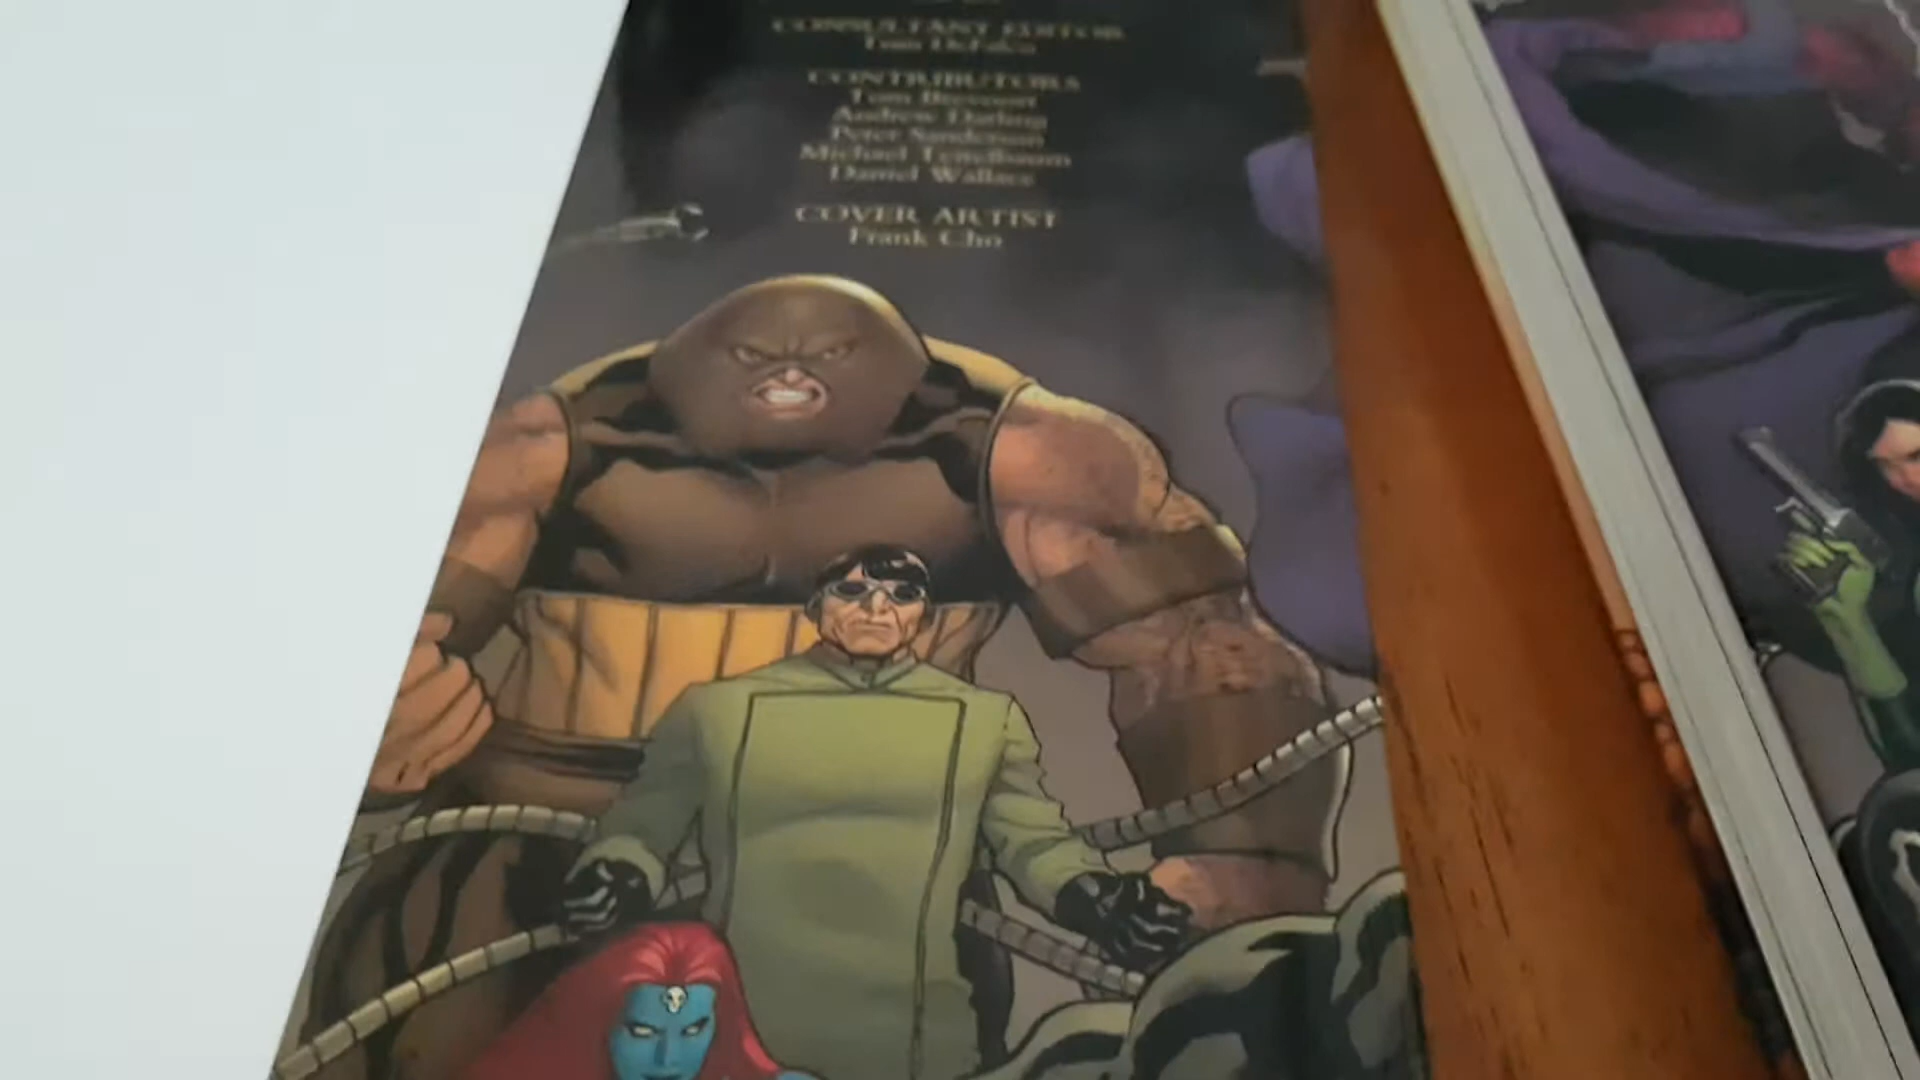 CONSULTANT EDITOR
Tom DeFalco
CONTRIBUTORS
Tom Brevoort
Andrew Darling
Peter Sanderson
Michael Teitelbaum
Daniel Wallace
COVER ARTIST
Frank Cho